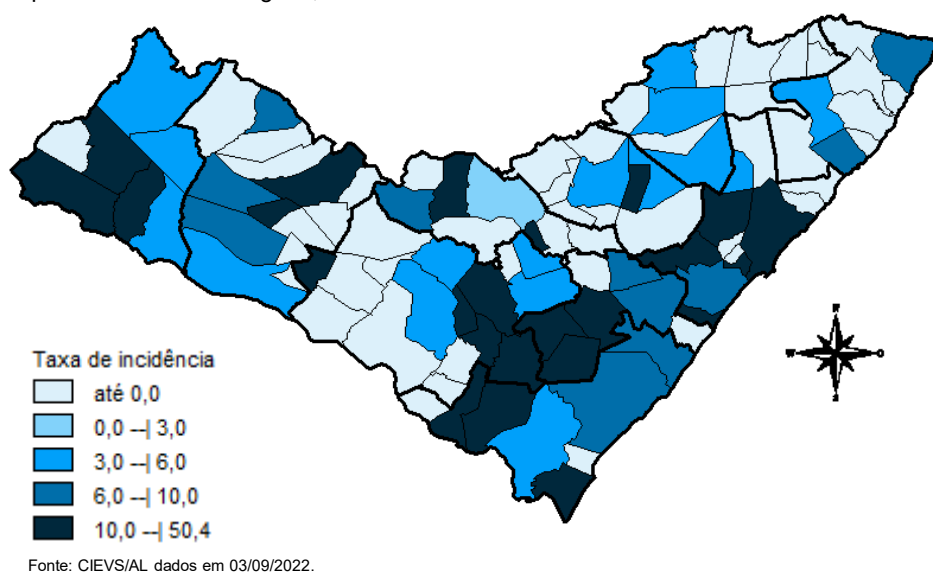 Taxa de incidência
até 0,0
0,0 --| 3,0
3,0 --| 6,0
6,0 --| 10,0
10,0 --| 50,4
Fonte: CIEVS/AL dados em 03/09/2022.